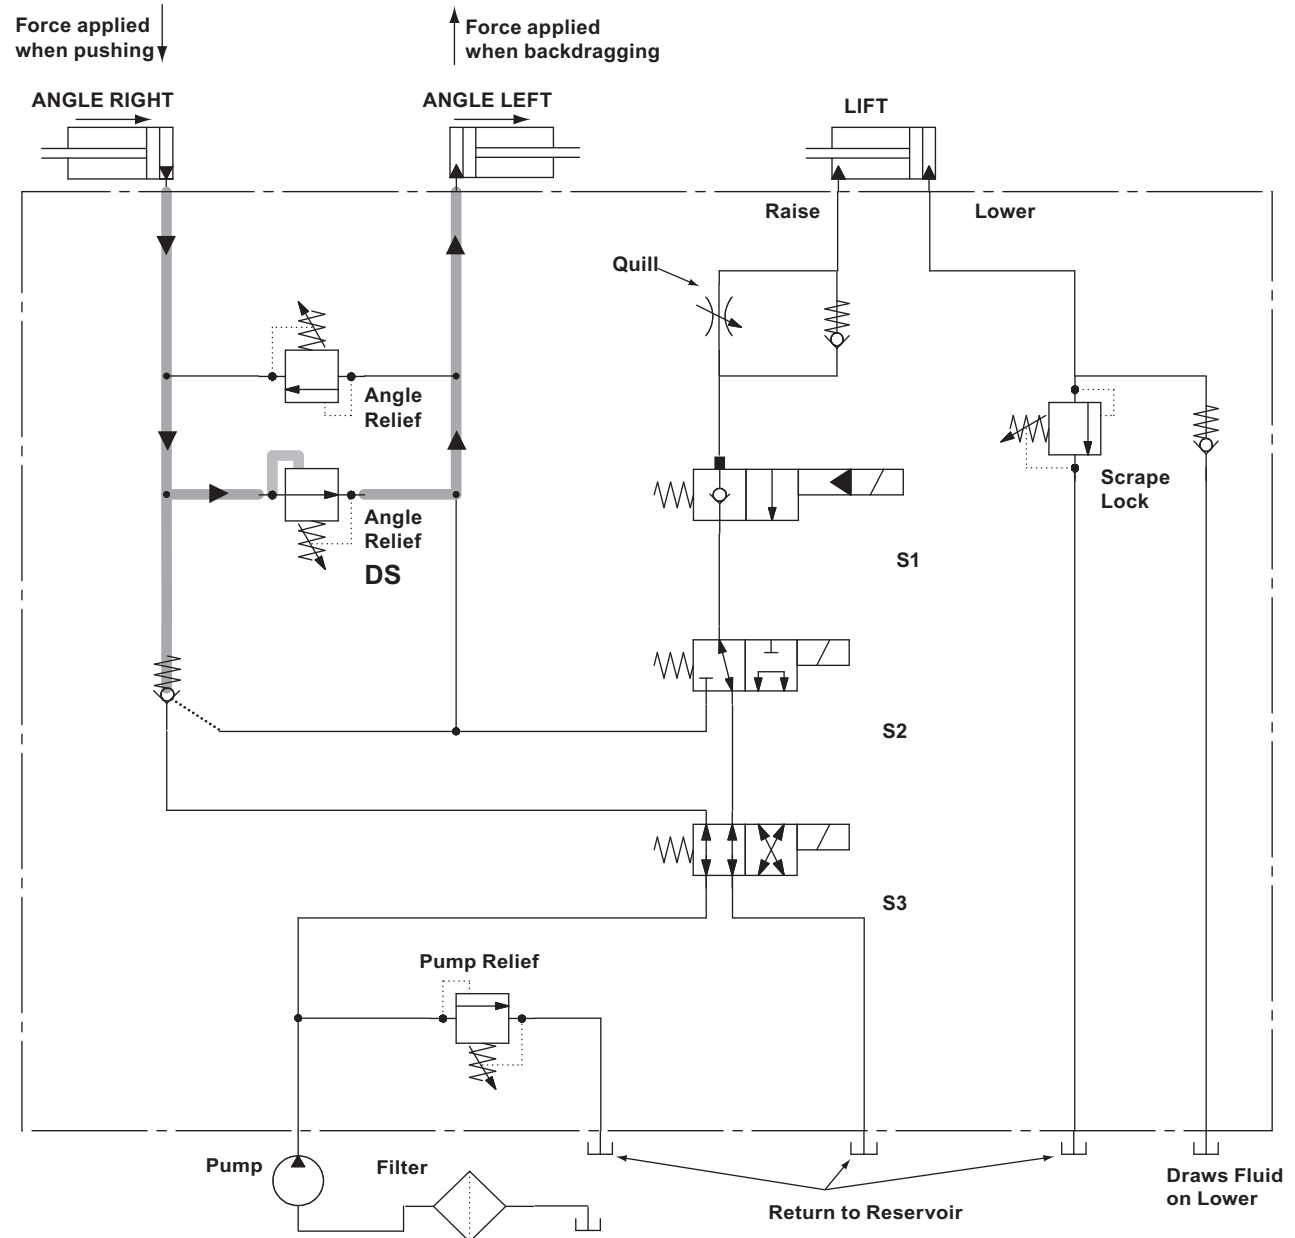 Force applied
when pushing
Force applied
when backdragging
ANGLE RIGHT
ANGLE LEFT
LIFT
Raise
Lower
Quill
Angle
Relief
Scrape
Lock
Angle
Relief
DS
S1
S2
S3
Pump Relief
Pump
Filter
Draws Fluid
on Lower
Return to Reservoir